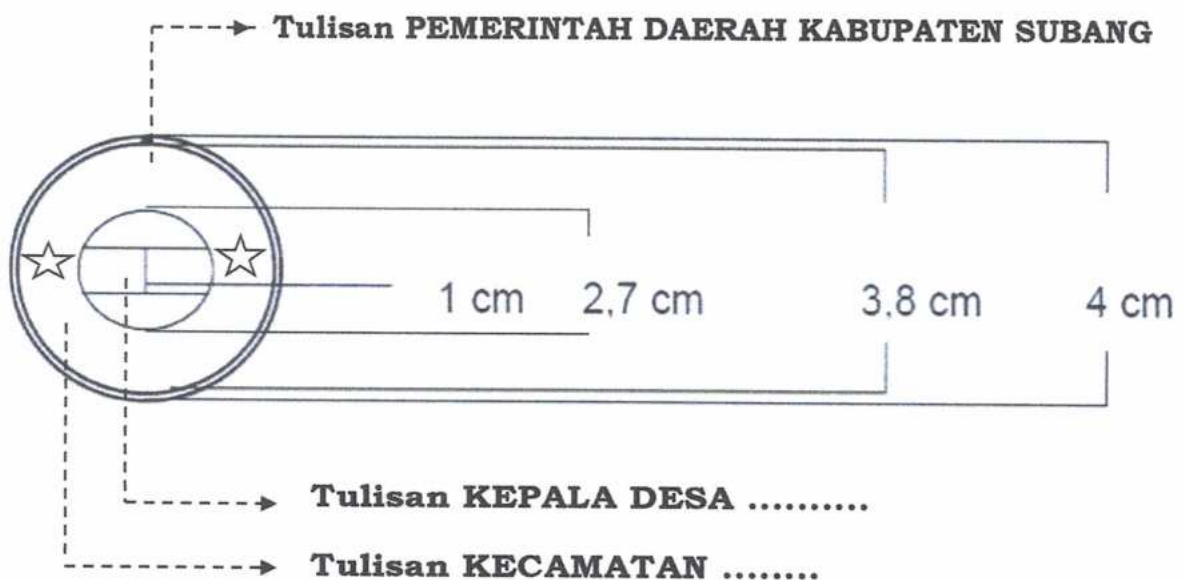 Tulisan PEMERINTAH DAERAH KABUPATEN SUBANG
1 cm 2,7 cm 3,8 cm 4 cm
Tulisan KEPALA DESA ..........
Tulisan KECAMATAN ........